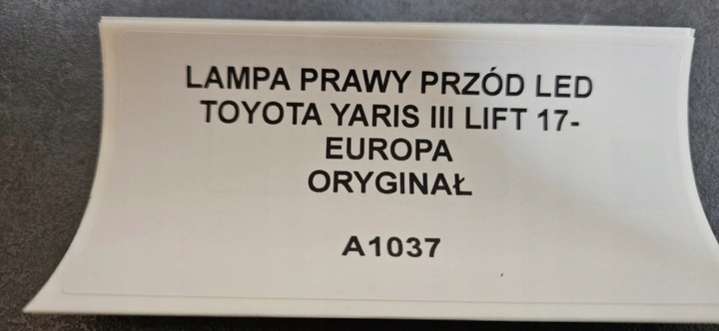 LAMPA PRAWY PRZÓD LED
TOYOTA YARIS III LIFT 17-
EUROPA
ORYGINAŁ
A1037